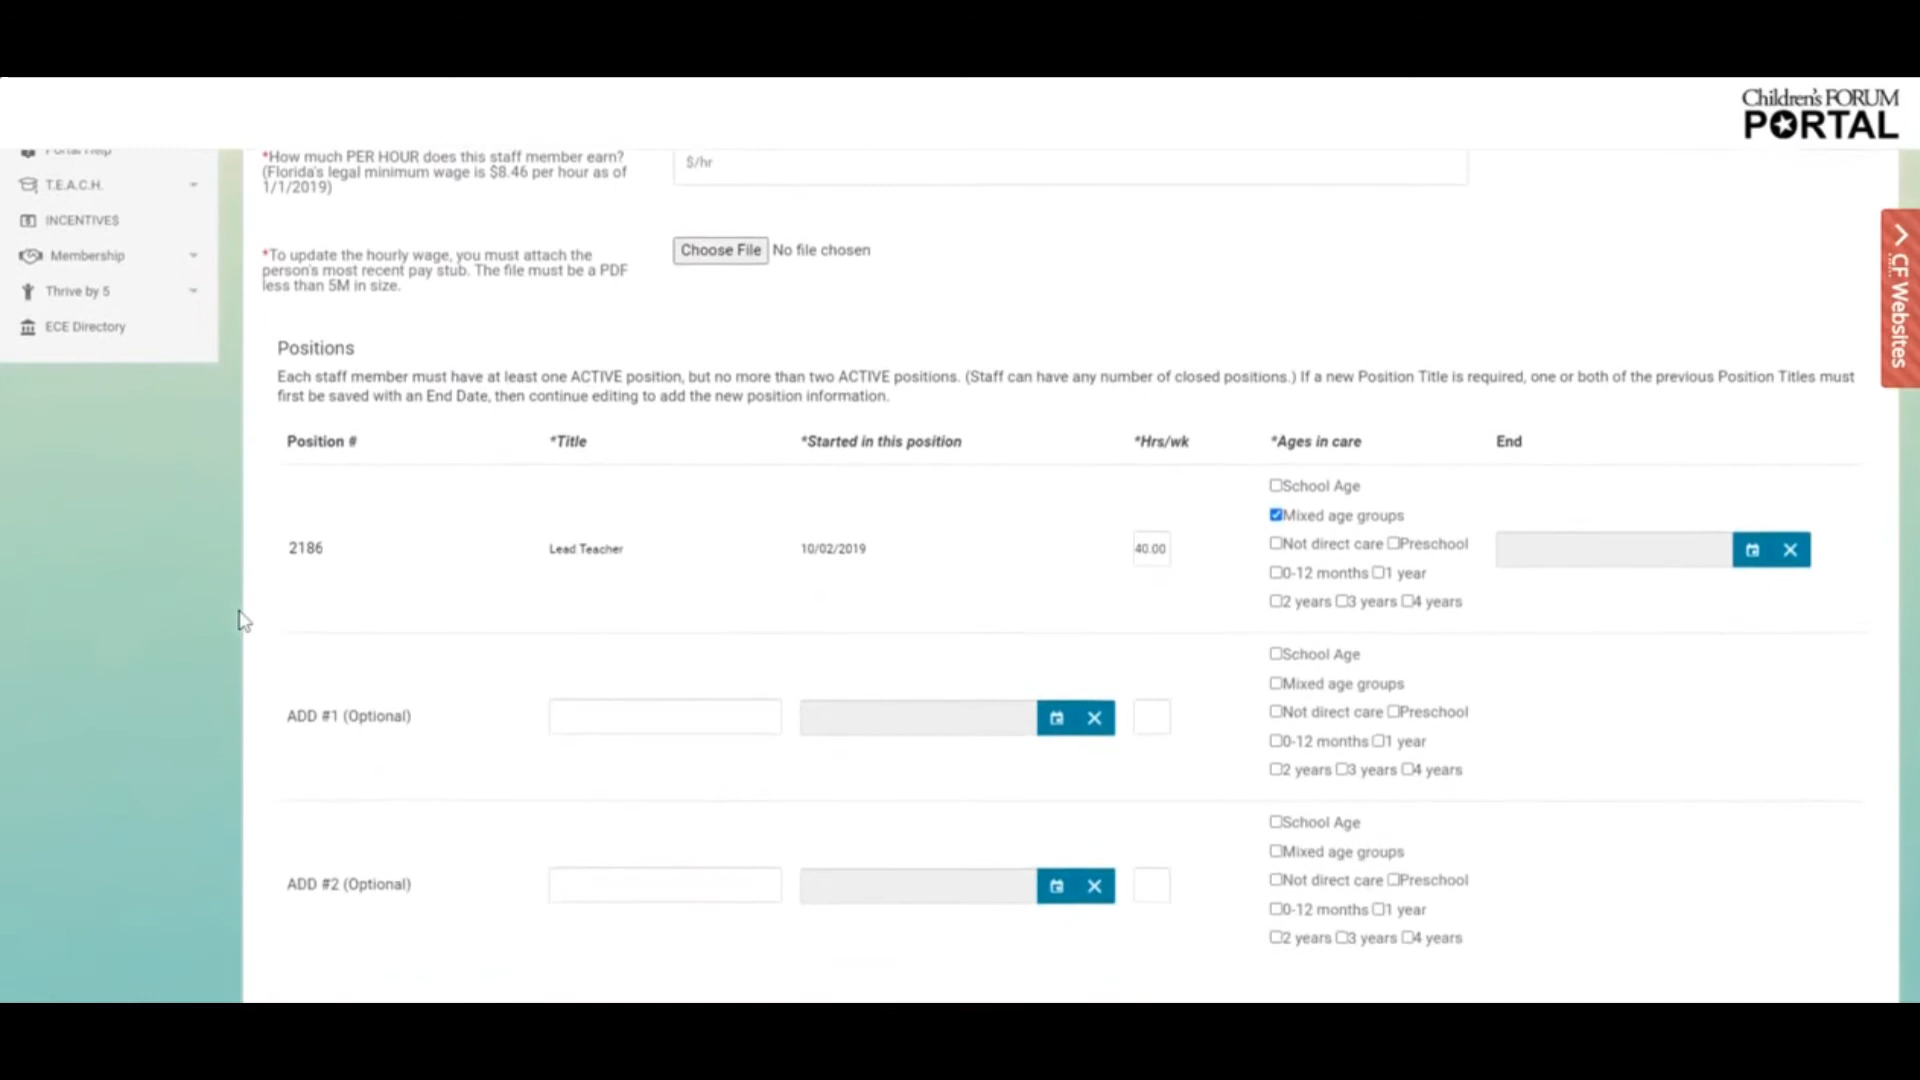 Children's FORUM
PORTAL
Portal Help
T.E.A.C.H.
INCENTIVES
Membership
Thrive by 5
ECE Directory
CF Websites
*How much PER HOUR does this staff member earn?
(Florida's legal minimum wage is $8.46 per hour as of
1/1/2019)
$/hr
*To update the hourly wage, you must attach the
person's most recent pay stub. The file must be a PDF
less than 5M in size.
Choose File No file chosen
Positions
Each staff member must have at least one ACTIVE position, but no more than two ACTIVE positions. (Staff can have any number of closed positions.) If a new Position Title is required, one or both of the previous Position Titles must
first be saved with an End Date, then continue editing to add the new position information.
Position # *Title *Started in this position *Hrs/wk *Ages in care End
2186 Lead Teacher 10/02/2019 40.00
School Age
Mixed age groups
Not direct care Preschool
0-12 months 1 year
2 years 3 years 4 years
ADD #1 (Optional)
School Age
Mixed age groups
Not direct care Preschool
0-12 months 1 year
2 years 3 years 4 years
ADD #2 (Optional)
School Age
Mixed age groups
Not direct care Preschool
0-12 months 1 year
2 years 3 years 4 years